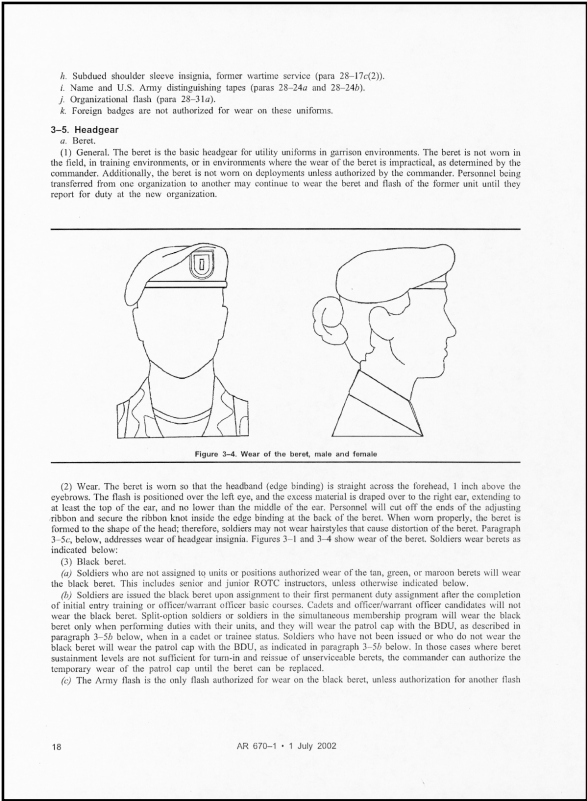 h. Subdued shoulder sleeve insignia, former wartime service (para 28–17c(2)).
i. Name and U.S. Army distinguishing tapes (paras 28–24a and 28–24b).
j. Organizational flash (para 28–31a).
k. Foreign badges are not authorized for wear on these uniforms.
3–5. Headgear
a. Beret.
(1) General. The beret is the basic headgear for utility uniforms in garrison environments. The beret is not worn in
the field, in training environments, or in environments where the wear of the beret is impractical, as determined by the
commander. Additionally, the beret is not worn on deployments unless authorized by the commander. Personnel being
transferred from one organization to another may continue to wear the beret and flash of the former unit until they
report for duty at the new organization.
Figure 3–4. Wear of the beret, male and female
(2) Wear. The beret is worn so that the headband (edge binding) is straight across the forehead, 1 inch above the
eyebrows. The flash is positioned over the left eye, and the excess material is draped over to the right ear, extending to
at least the top of the ear, and no lower than the middle of the ear. Personnel will cut off the ends of the adjusting
ribbon and secure the ribbon knot inside the edge binding at the back of the beret. When worn properly, the beret is
formed to the shape of the head; therefore, soldiers may not wear hairstyles that cause distortion of the beret. Paragraph
3–5c, below, addresses wear of headgear insignia. Figures 3–1 and 3–4 show wear of the beret. Soldiers wear berets as
indicated below:
(3) Black beret.
(a) Soldiers who are not assigned to units or positions authorized wear of the tan, green, or maroon berets will wear
the black beret. This includes senior and junior ROTC instructors, unless otherwise indicated below.
(b) Soldiers are issued the black beret upon assignment to their first permanent duty assignment after the completion
of initial entry training or officer/warrant officer basic courses. Cadets and officer/warrant officer candidates will not
wear the black beret. Split-option soldiers or soldiers in the simultaneous membership program will wear the black
beret only when performing duties with their units, and they will wear the patrol cap with the BDU, as described in
paragraph 3–5b below, when in a cadet or trainee status. Soldiers who have not been issued or who do not wear the
black beret will wear the patrol cap with the BDU, as indicated in paragraph 3–5b below. In those cases where beret
sustainment levels are not sufficient for turn-in and reissue of unserviceable berets, the commander can authorize the
temporary wear of the patrol cap until the beret can be replaced.
(c) The Army flash is the only flash authorized for wear on the black beret, unless authorization for another flash
18
AR 670–1 • 1 July 2002